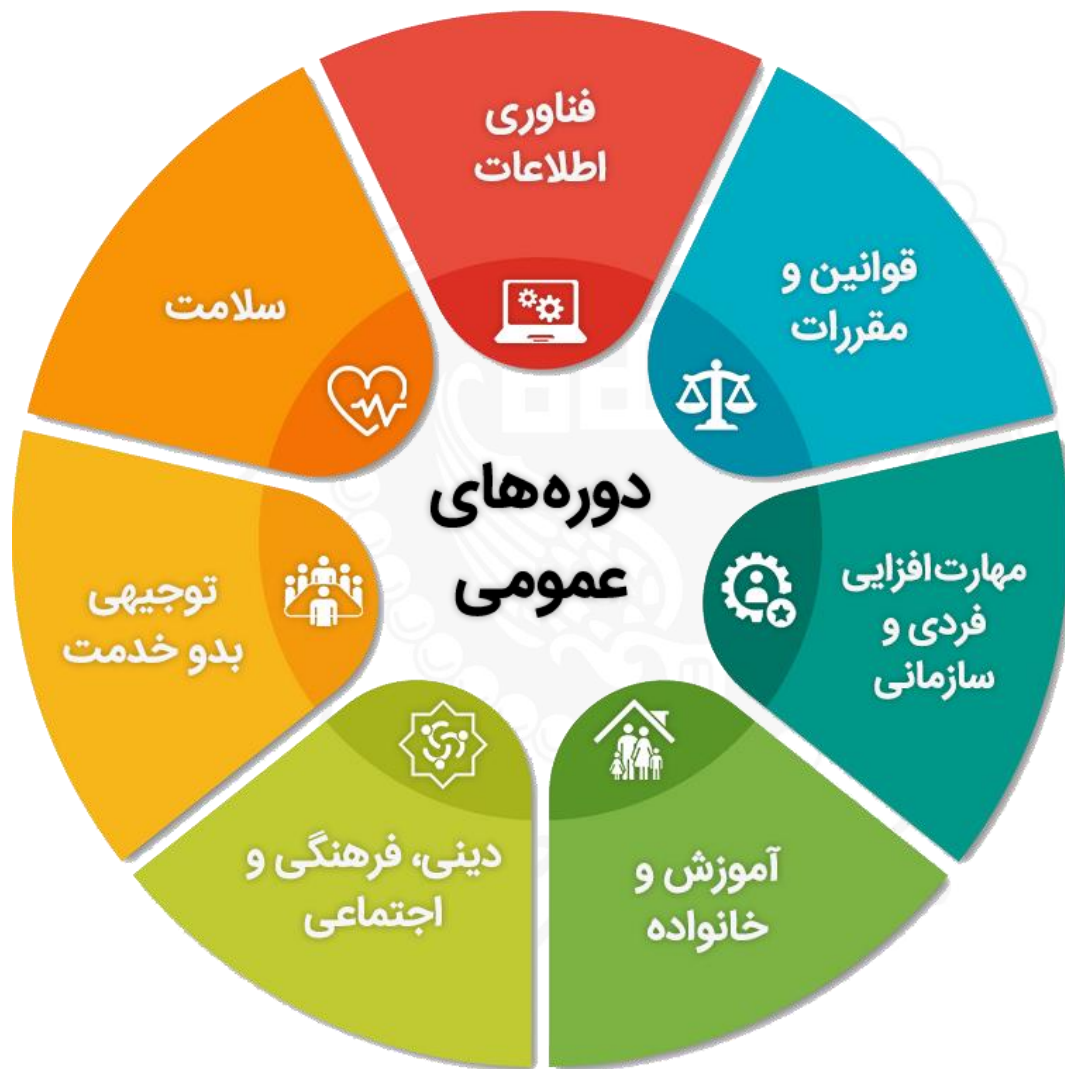 دوره‌های
عمومی
فناوری
اطلاعات
قوانین و
مقررات
مهارت‌افزایی
فردی و
سازمانی
آموزش و
خانواده
دینی، فرهنگی و
اجتماعی
توجیهی
بدو خدمت
سلامت